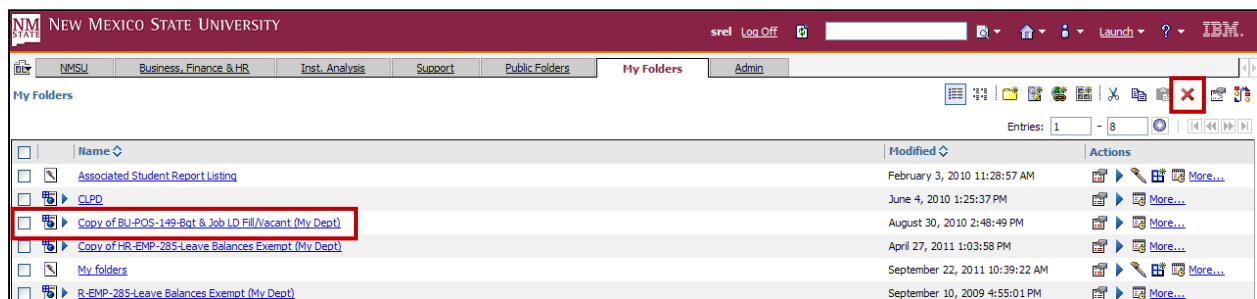 NM STATE NEW MEXICO STATE UNIVERSITY srel Log Off Launch ? IBM.
NMSU Business, Finance & HR Inst. Analysis Support Public Folders My Folders Admin
My Folders
Entries: 1 - 8
Name Modified Actions
Associated Student Report Listing February 3, 2010 11:28:57 AM More...
CLPD June 4, 2010 1:25:37 PM More...
Copy of BU-POS-149-Bgt & Job LD Fill/Vacant (My Dept) August 30, 2010 2:48:49 PM More...
Copy of HR-EMP-285-Leave Balances Exempt (My Dept) April 27, 2011 1:03:58 PM More...
My folders September 22, 2011 10:39:22 AM More...
R-EMP-285-Leave Balances Exempt (My Dept) September 10, 2009 4:55:01 PM More...